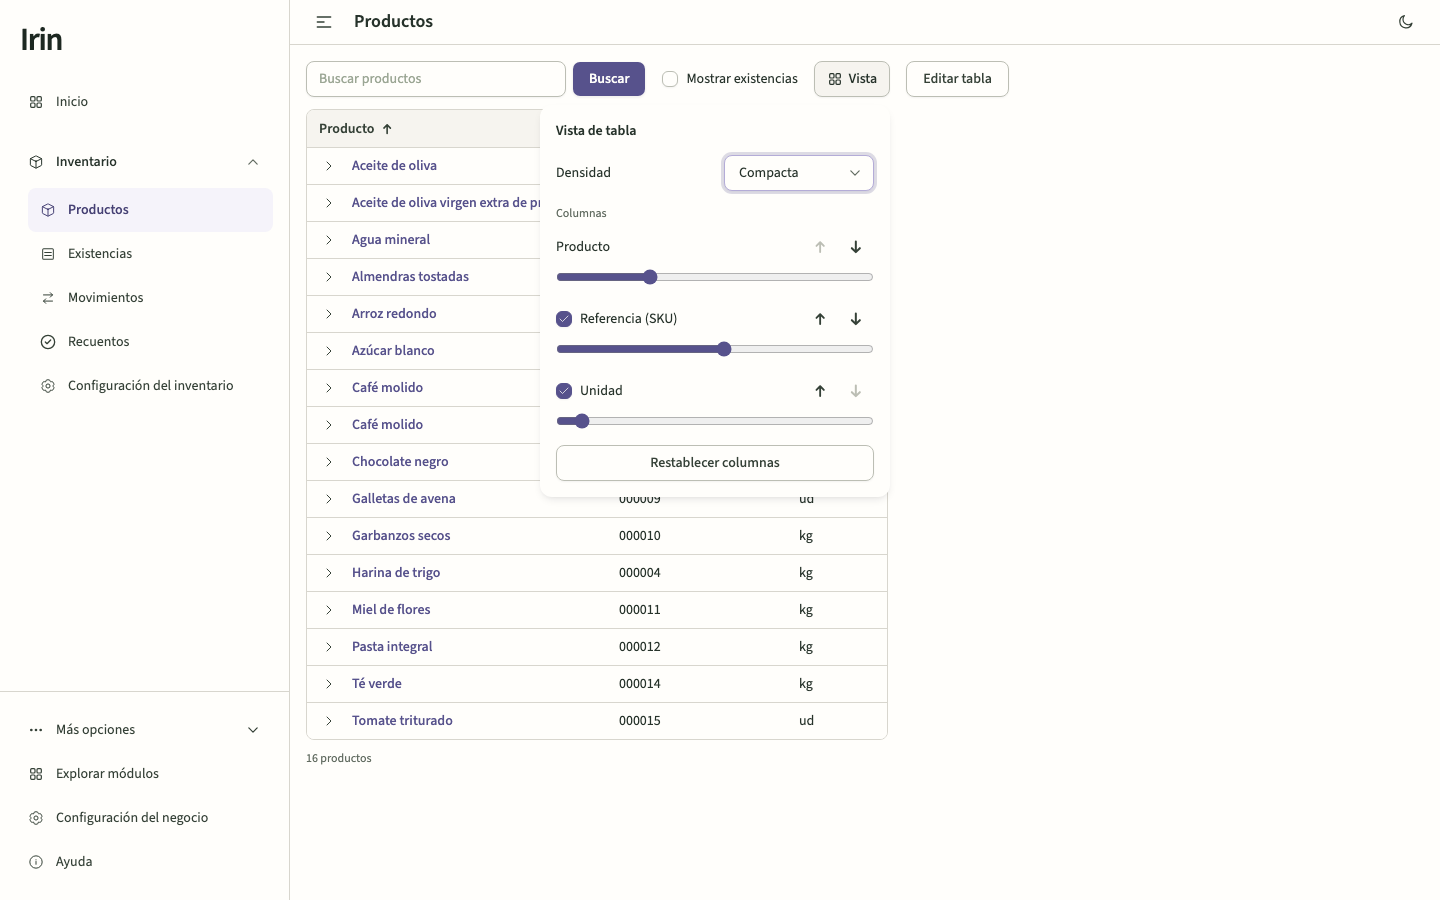 Irin
Productos
Inicio
Inventario
Productos
Existencias
Movimientos
Recuentos
Configuración del inventario
Más opciones
Explorar módulos
Configuración del negocio
Ayuda
Buscar productos
Buscar
Mostrar existencias
Vista
Editar tabla
Producto
Aceite de oliva
Aceite de oliva virgen extra de
Agua mineral
Almendras tostadas
Arroz redondo
Azúcar blanco
Café molido
Café molido
Chocolate negro
Galletas de avena 000009 ud
Garbanzos secos 000010 kg
Harina de trigo 000004 kg
Miel de flores 000011 kg
Pasta integral 000012 kg
Té verde 000014 kg
Tomate triturado 000015 ud
16 productos
Vista de tabla
Densidad Compacta
Columnas
Producto
Referencia (SKU)
Unidad
Restablecer columnas